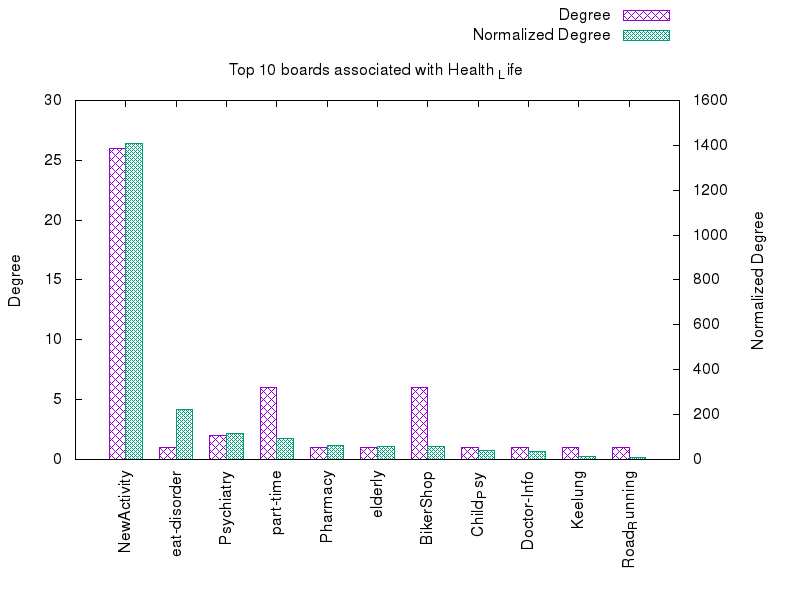 Degree
Normalized Degree
Top 10 boards associated with Health Life
30
25
20
15
10
5
0
1600
1400
1200
1000
800
600
400
200
0
Degree
Normalized Degree
NewActivity
eat-disorder
Psychiatry
part-time
Pharmacy
elderly
BikerShop
ChildPsy
Doctor-Info
Keelung
RoadRunning